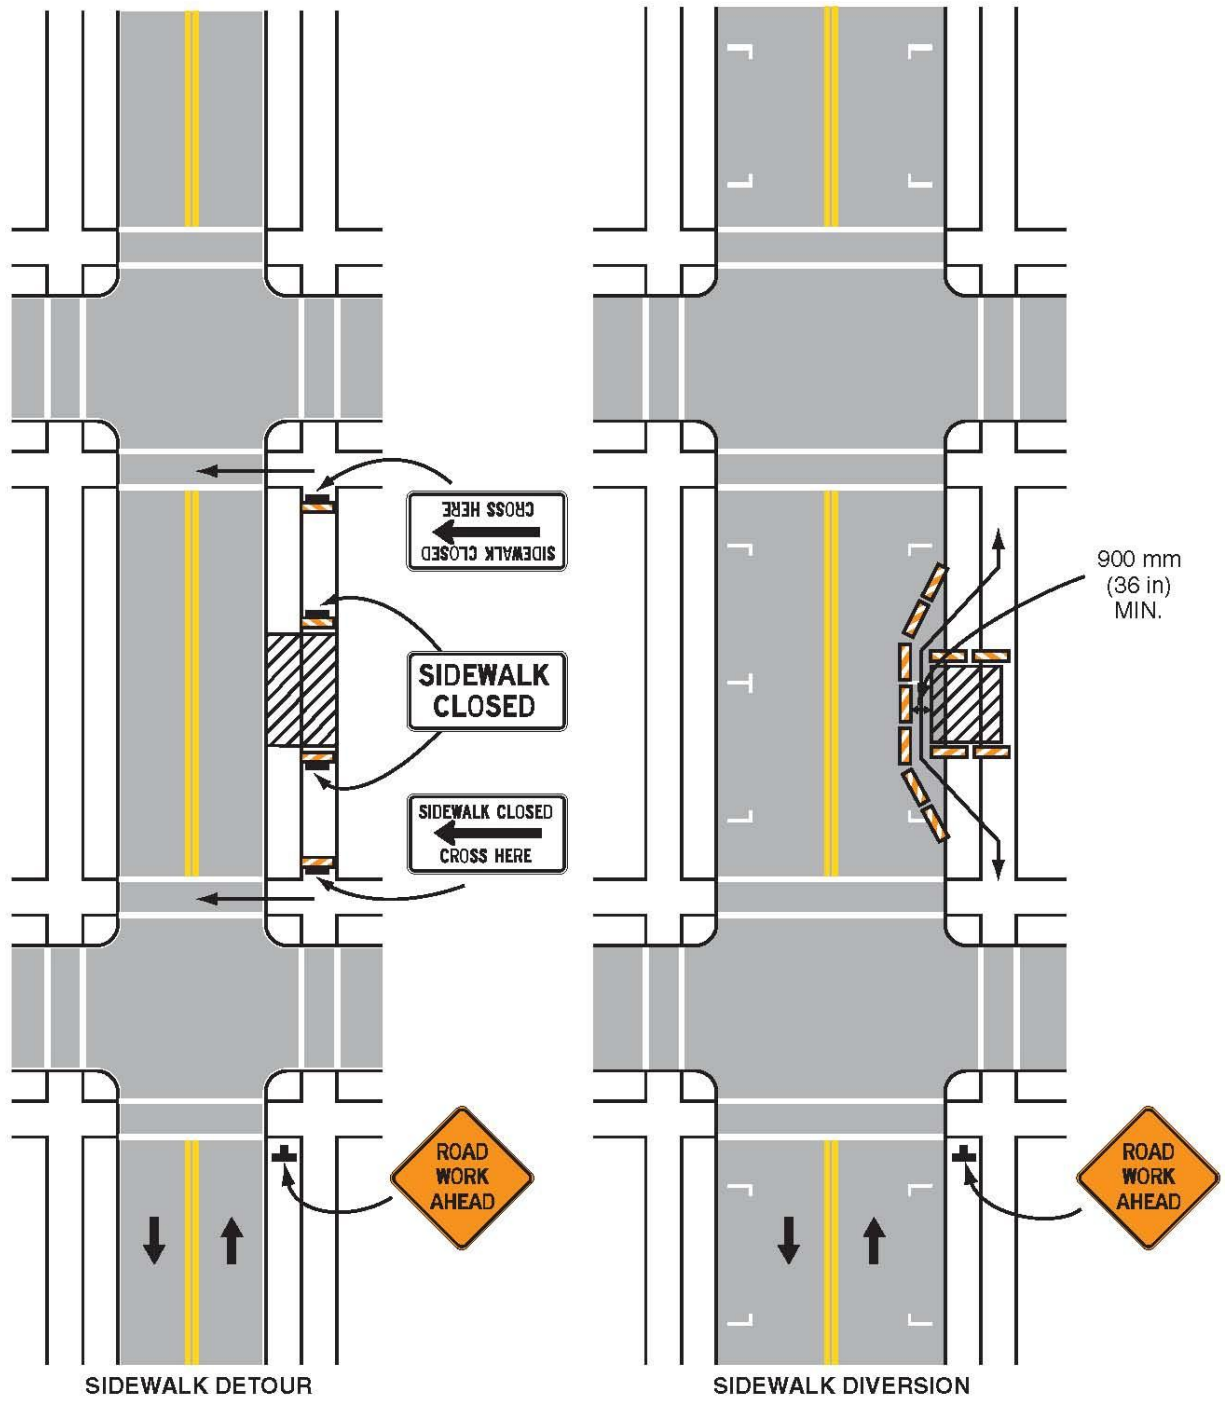 CROSS HERE
SIDEWALK CLOSED
900 mm
(36 in)
MIN.
SIDEWALK
CLOSED
SIDEWALK CLOSED
CROSS HERE
ROAD
WORK
AHEAD
ROAD
WORK
AHEAD
SIDEWALK DETOUR
SIDEWALK DIVERSION